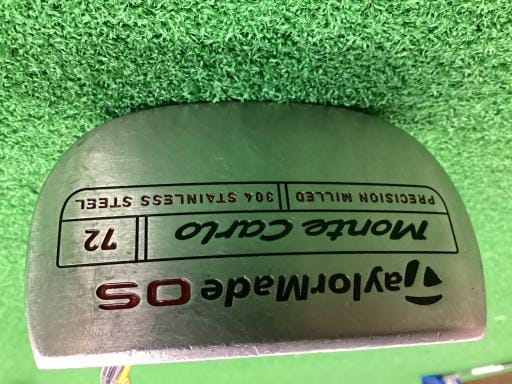 TaylorMade OS
Monte Carlo 72
PRECISION MILLED 304 STAINLESS STEEL